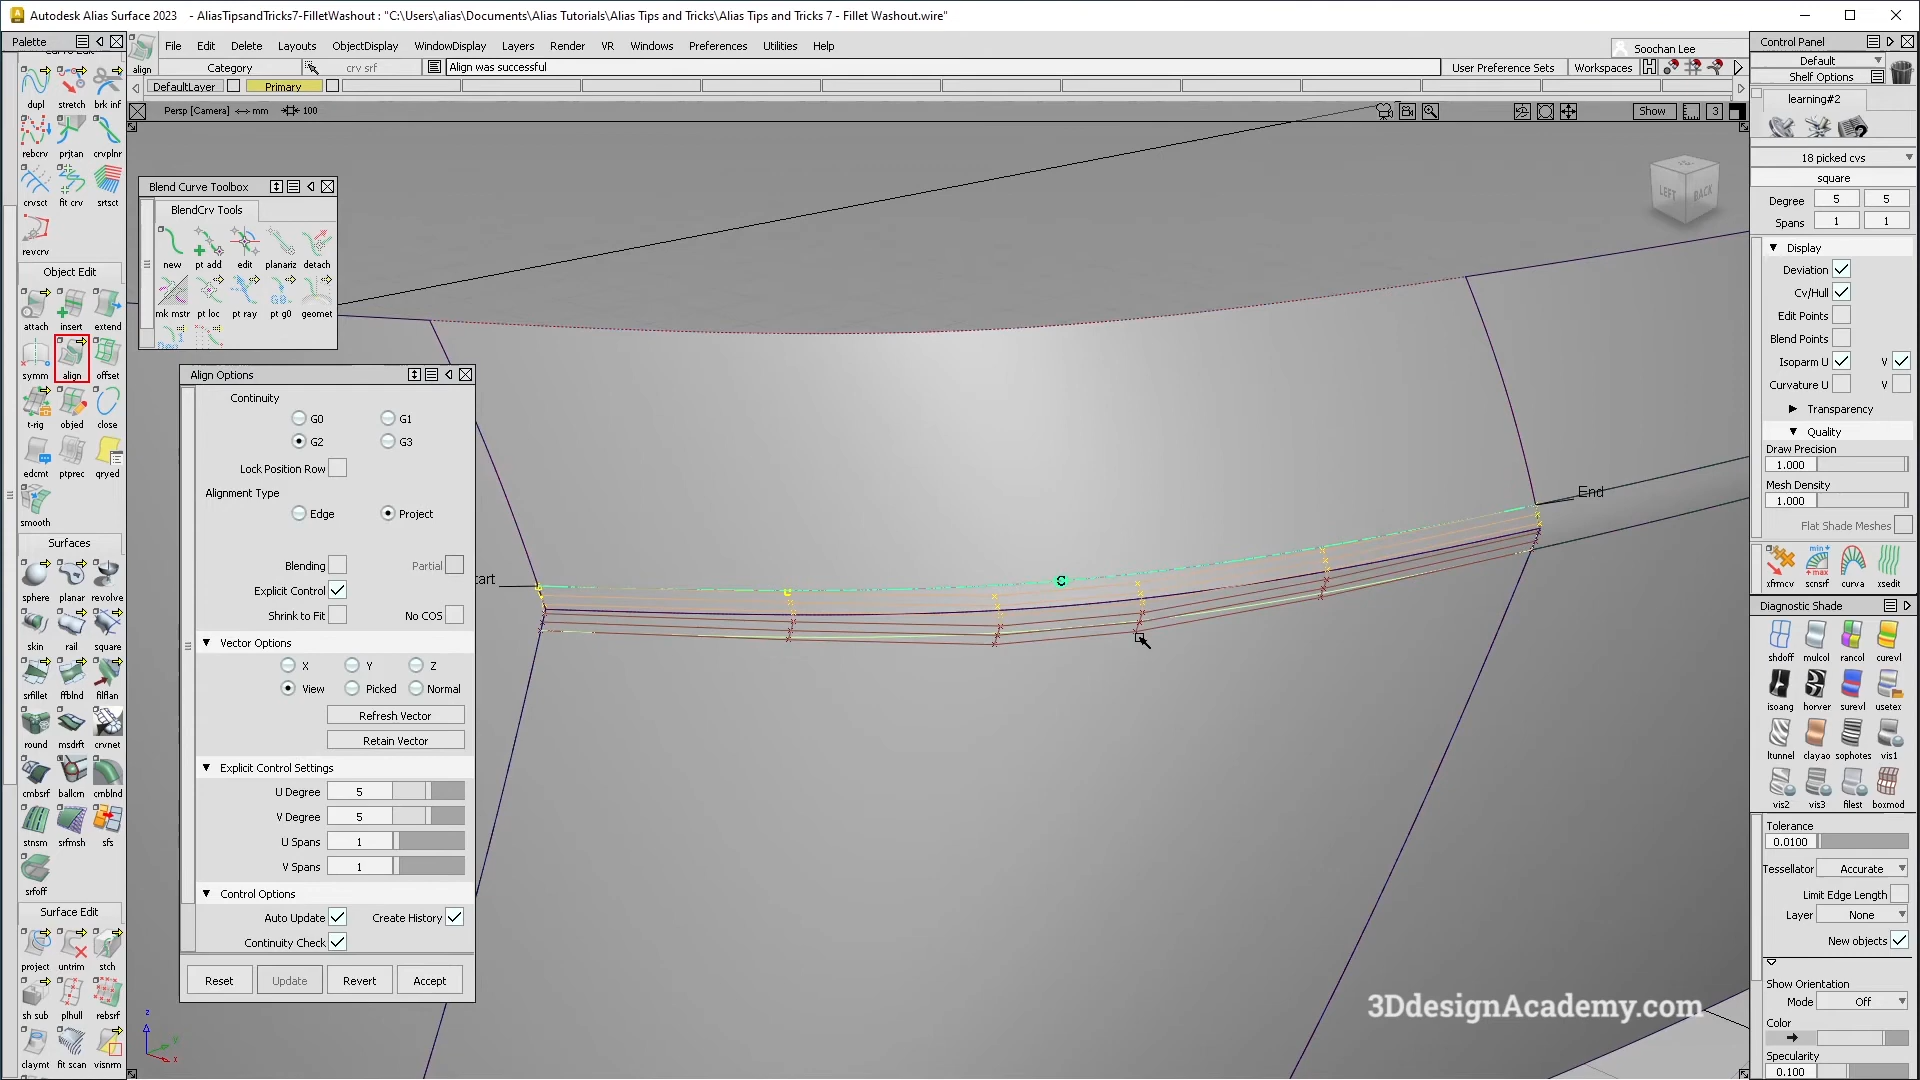 Autodesk Alias Surface 2023 - AliasTipsandTricks7-FilletWashout : "C:\Users\alias\Documents\Alias Tutorials\Alias Tips and Tricks\Alias Tips and Tricks 7 - Fillet Washout.wire"
Palette
align
File Edit Delete Layouts ObjectDisplay WindowDisplay Layers Render VR Windows Preferences Utilities Help
Soochan Lee
Category
crv srf
Align was successful
User Preference Sets
Workspaces
DefaultLayer
Primary
Persp [Camera] <-> mm 100
Show
3
dupl stretch brk inf
rebcrv prjtan crvplnr
crvsct fit crv srtsct
revcrv
Object Edit
attach insert extend
symm align offset
t-rig objed close
edcmt ptprec qryed
smooth
Surfaces
sphere planar revolve
skin rail square
srfillet ffblnd filflan
round msdrft crvnet
cmbsrf ballcrn cmblnd
stnsm srfmsh sfs
srfoff
Surface Edit
project untrim stch
sh sub plhull rebsrf
claymt fit scan visnrm
Blend Curve Toolbox
BlendCrv Tools
new pt add edit planariz detach
mk mstr pt loc pt ray pt g0 geomet
Align Options
Continuity
G0 G1
G2 G3
Lock Position Row
Alignment Type
Edge Project
Blending Partial
Explicit Control
Shrink to Fit No COS
Vector Options
X Y Z
View Picked Normal
Refresh Vector
Retain Vector
Explicit Control Settings
U Degree 5
V Degree 5
U Spans 1
V Spans 1
Control Options
Auto Update Create History
Continuity Check
Reset Update Revert Accept
tart
C
End
LEFT BACK
z
x
3DdesignAcademy.com
Control Panel
Default
Shelf Options
learning#2
18 picked cvs
square
Degree 5 5
Spans 1 1
Display
Deviation
Cv/Hull
Edit Points
Blend Points
Isoparm U V
Curvature U V
Transparency
Quality
Draw Precision
1.000
Mesh Density
1.000
Flat Shade Meshes
xfrmcv scnsrf curva xsedit
Diagnostic Shade
shdoff mulcol rancol curevl
isoang horver surevl usetex
ltunnel clayao sophotes vis1
vis2 vis3 filest boxmod
Tolerance
0.0100
Tessellator Accurate
Limit Edge Length
Layer None
New objects
Show Orientation
Mode Off
Color
Specularity
0.100